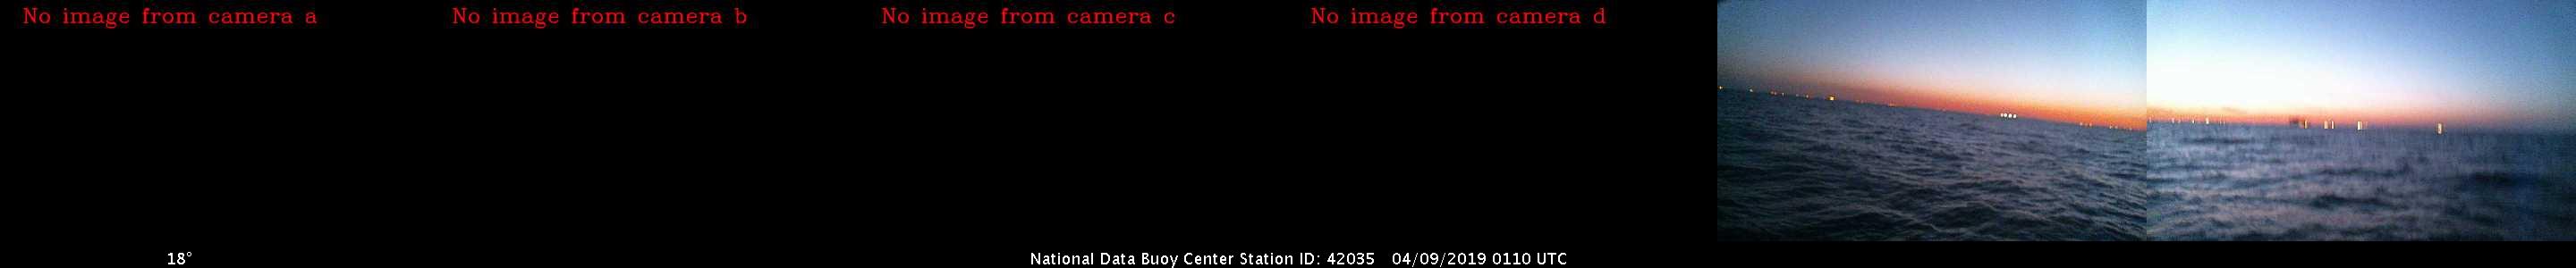 No image from camera a
No image from camera b
No image from camera c
No image from camera d
18°
National Data Buoy Center Station ID: 42035 04/09/2019 0110 UTC